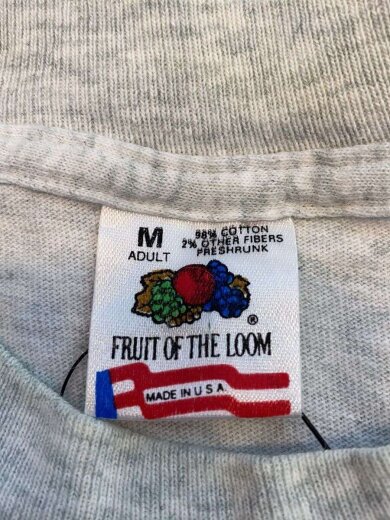 M
ADULT
98% COTTON
2% OTHER FIBERS
PRESHRUNK
®
FRUIT OF THE LOOM
MADE IN U S A